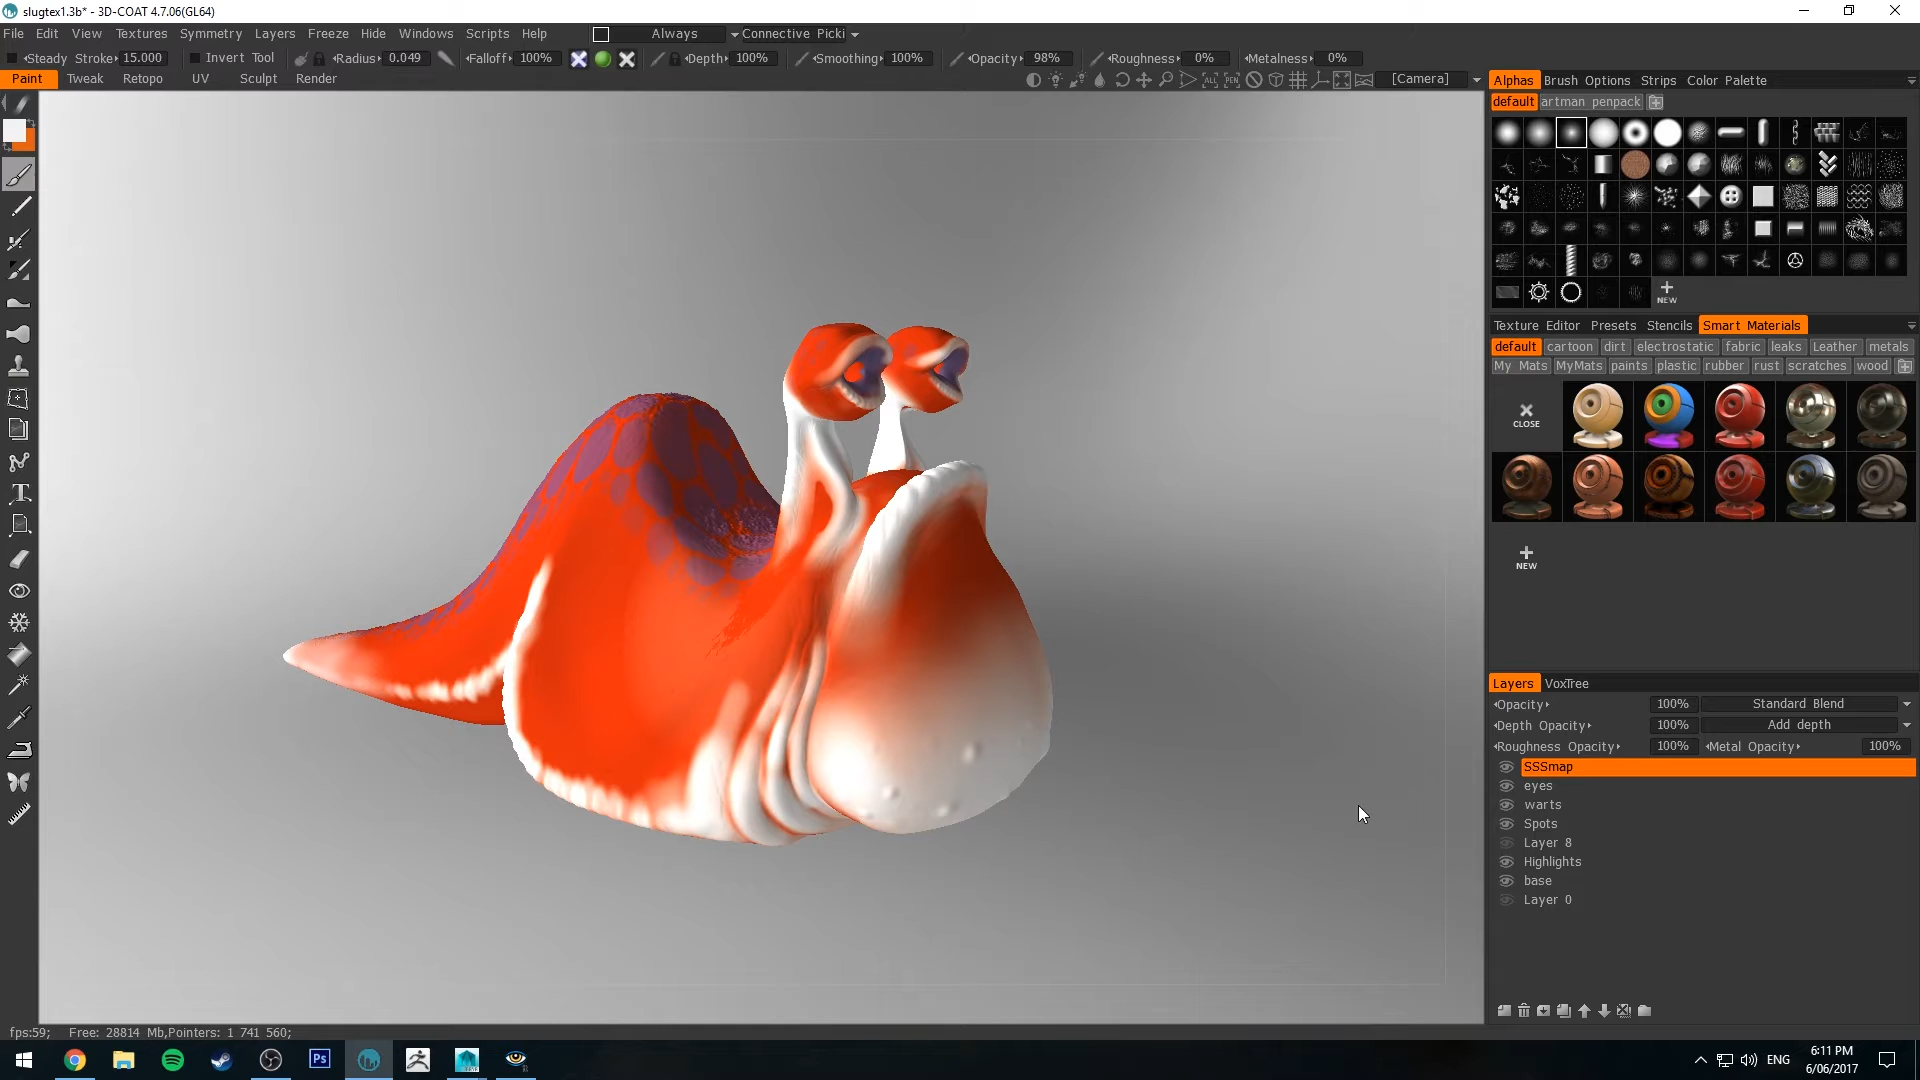 slugtex1.3b* - 3D-COAT 4.7.06(GL64)
File Edit View Textures Symmetry Layers Freeze Hide Windows Scripts Help Always Connective Picki
Steady Stroke 15.000 Invert Tool Radius 0.049 Falloff 100% Depth 100% Smoothing 100% Opacity 98% Roughness 0% Metalness 0%
Paint Tweak Retopo UV Sculpt Render
ALL PEN [Camera]
Alphas Brush Options Strips Color Palette
default artman penpack
NEW
Texture Editor Presets Stencils Smart Materials
default cartoon dirt electrostatic fabric leaks Leather metals
My Mats MyMats paints plastic rubber rust scratches wood
CLOSE
NEW
Layers VoxTree
Opacity 100% Standard Blend
Depth Opacity 100% Add depth
Roughness Opacity 100% Metal Opacity 100%
SSSmap
eyes
warts
Spots
Layer 8
Highlights
base
Layer 0
fps:59; Free: 28814 Mb,Pointers: 1 741 560;
Ps
ENG
6:11 PM
6/06/2017